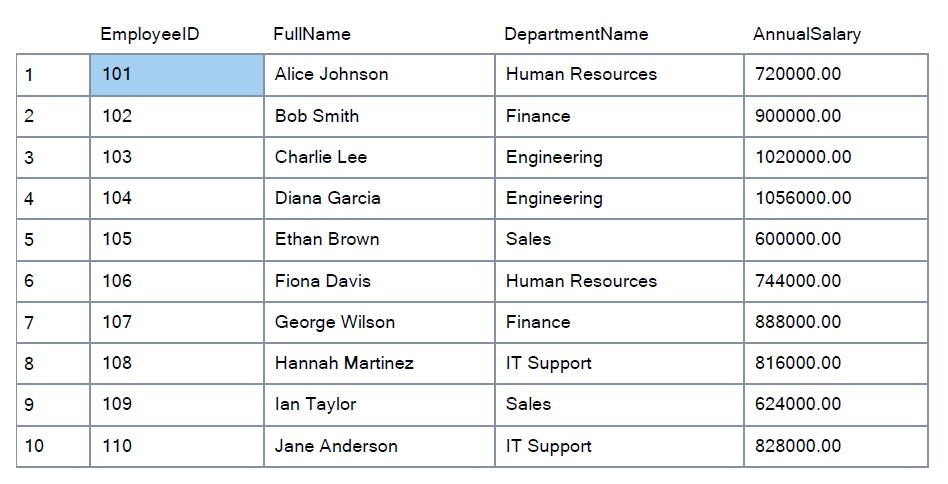 EmployeeID FullName DepartmentName AnnualSalary
1 101 Alice Johnson Human Resources 720000.00
2 102 Bob Smith Finance 900000.00
3 103 Charlie Lee Engineering 1020000.00
4 104 Diana Garcia Engineering 1056000.00
5 105 Ethan Brown Sales 600000.00
6 106 Fiona Davis Human Resources 744000.00
7 107 George Wilson Finance 888000.00
8 108 Hannah Martinez IT Support 816000.00
9 109 Ian Taylor Sales 624000.00
10 110 Jane Anderson IT Support 828000.00